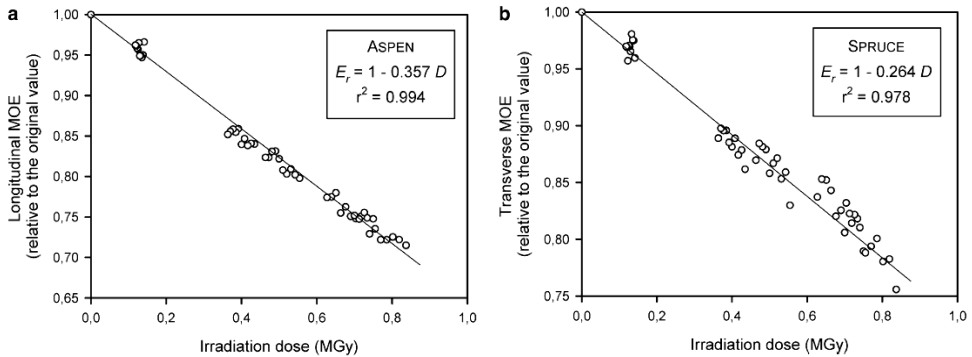 a
Longitudinal MOE
(relative to the original value)
1,00
0,95
0,90
0,85
0,80
0,75
0,70
0,65
ASPEN
E_r = 1 - 0.357 D
r² = 0.994
0,0 0,2 0,4 0,6 0,8 1,0
Irradiation dose (MGy)
b
Transverse MOE
(relative to the original value)
1,00
0,95
0,90
0,85
0,80
0,75
SPRUCE
E_r = 1 - 0.264 D
r² = 0.978
0,0 0,2 0,4 0,6 0,8 1,0
Irradiation dose (MGy)